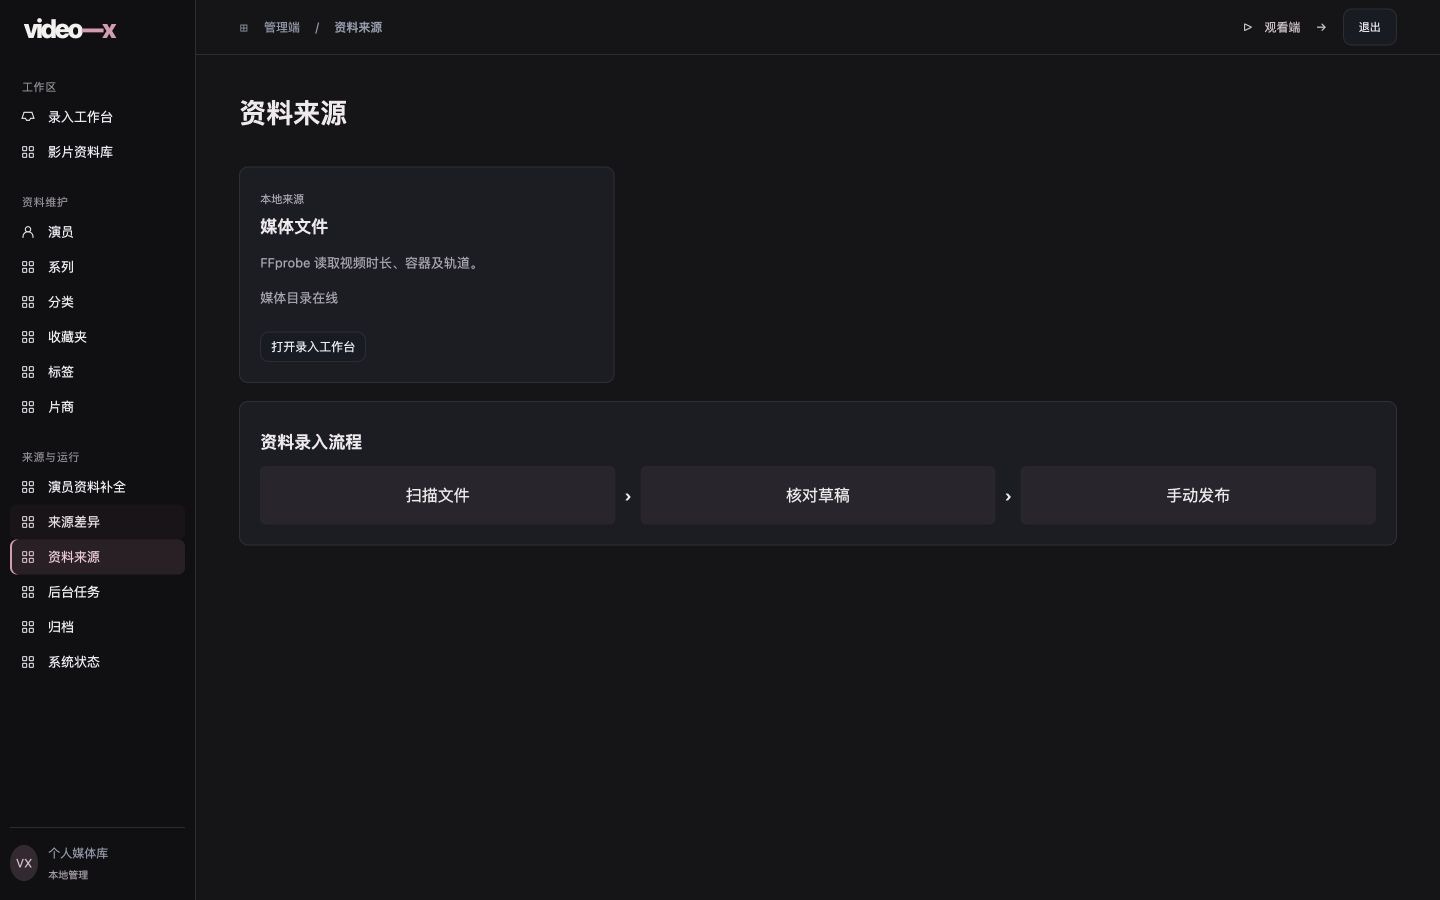 video—x
工作区
录入工作台
影片资料库
资料维护
演员
系列
分类
收藏夹
标签
片商
来源与运行
演员资料补全
来源差异
资料来源
后台任务
归档
系统状态
VX
个人媒体库
本地管理
管理端 / 资料来源
观看端 →
退出
资料来源
本地来源
媒体文件
FFprobe 读取视频时长、容器及轨道。
媒体目录在线
打开录入工作台
资料录入流程
扫描文件 › 核对草稿 › 手动发布